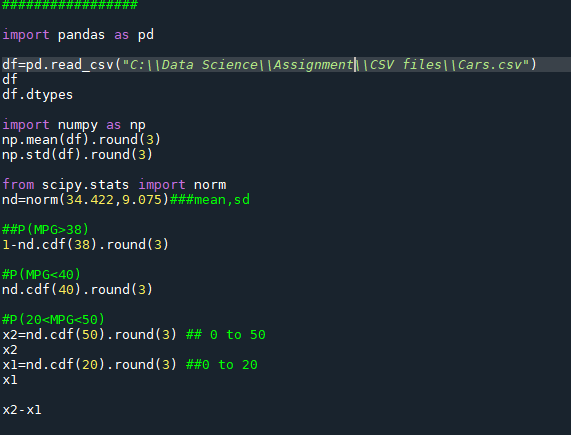 #################
import pandas as pd
df=pd.read_csv("C:\\Data Science\\Assignment\\CSV files\\Cars.csv")
df
df.dtypes
import numpy as np
np.mean(df).round(3)
np.std(df).round(3)
from scipy.stats import norm
nd=norm(34.422,9.075)###mean,sd
##P(MPG>38)
1-nd.cdf(38).round(3)
#P(MPG<40)
nd.cdf(40).round(3)
#P(20<MPG<50)
x2=nd.cdf(50).round(3) ## 0 to 50
x2
x1=nd.cdf(20).round(3) ##0 to 20
x1
x2-x1